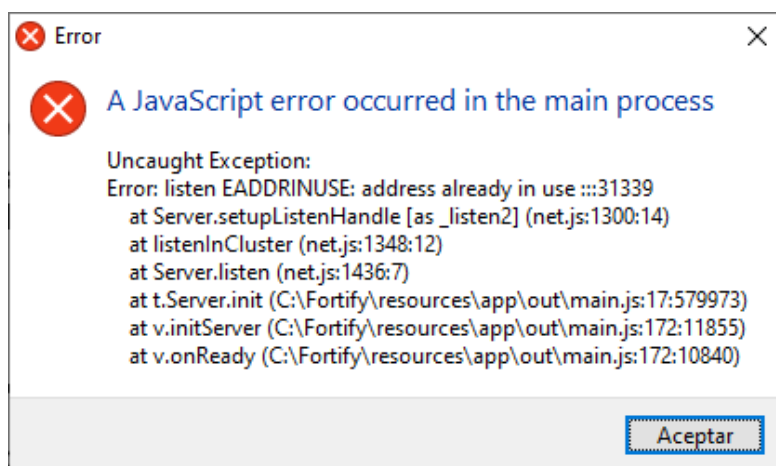 Error
A JavaScript error occurred in the main process
Uncaught Exception:
Error: listen EADDRINUSE: address already in use :::31339
at Server.setupListenHandle [as _listen2] (net.js:1300:14)
at listenInCluster (net.js:1348:12)
at Server.listen (net.js:1436:7)
at t.Server.init (C:\Fortify\resources\app\out\main.js:17:579973)
at v.initServer (C:\Fortify\resources\app\out\main.js:172:11855)
at v.onReady (C:\Fortify\resources\app\out\main.js:172:10840)
Aceptar